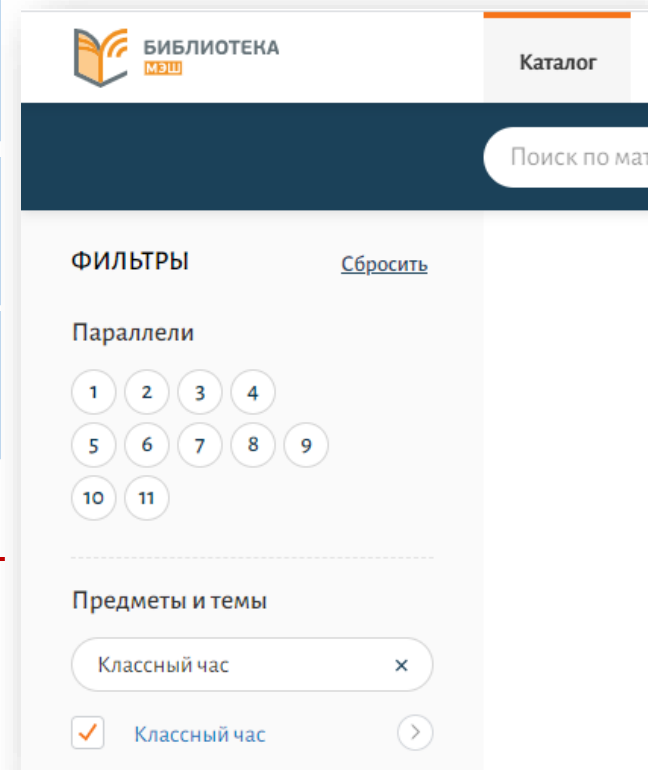 БИБЛИОТЕКА
МЭШ
Каталог
Поиск по мат
ФИЛЬТРЫ
Сбросить
Параллели
1 2 3 4
5 6 7 8 9
10 11
Предметы и темы
Классный час ×
Классный час